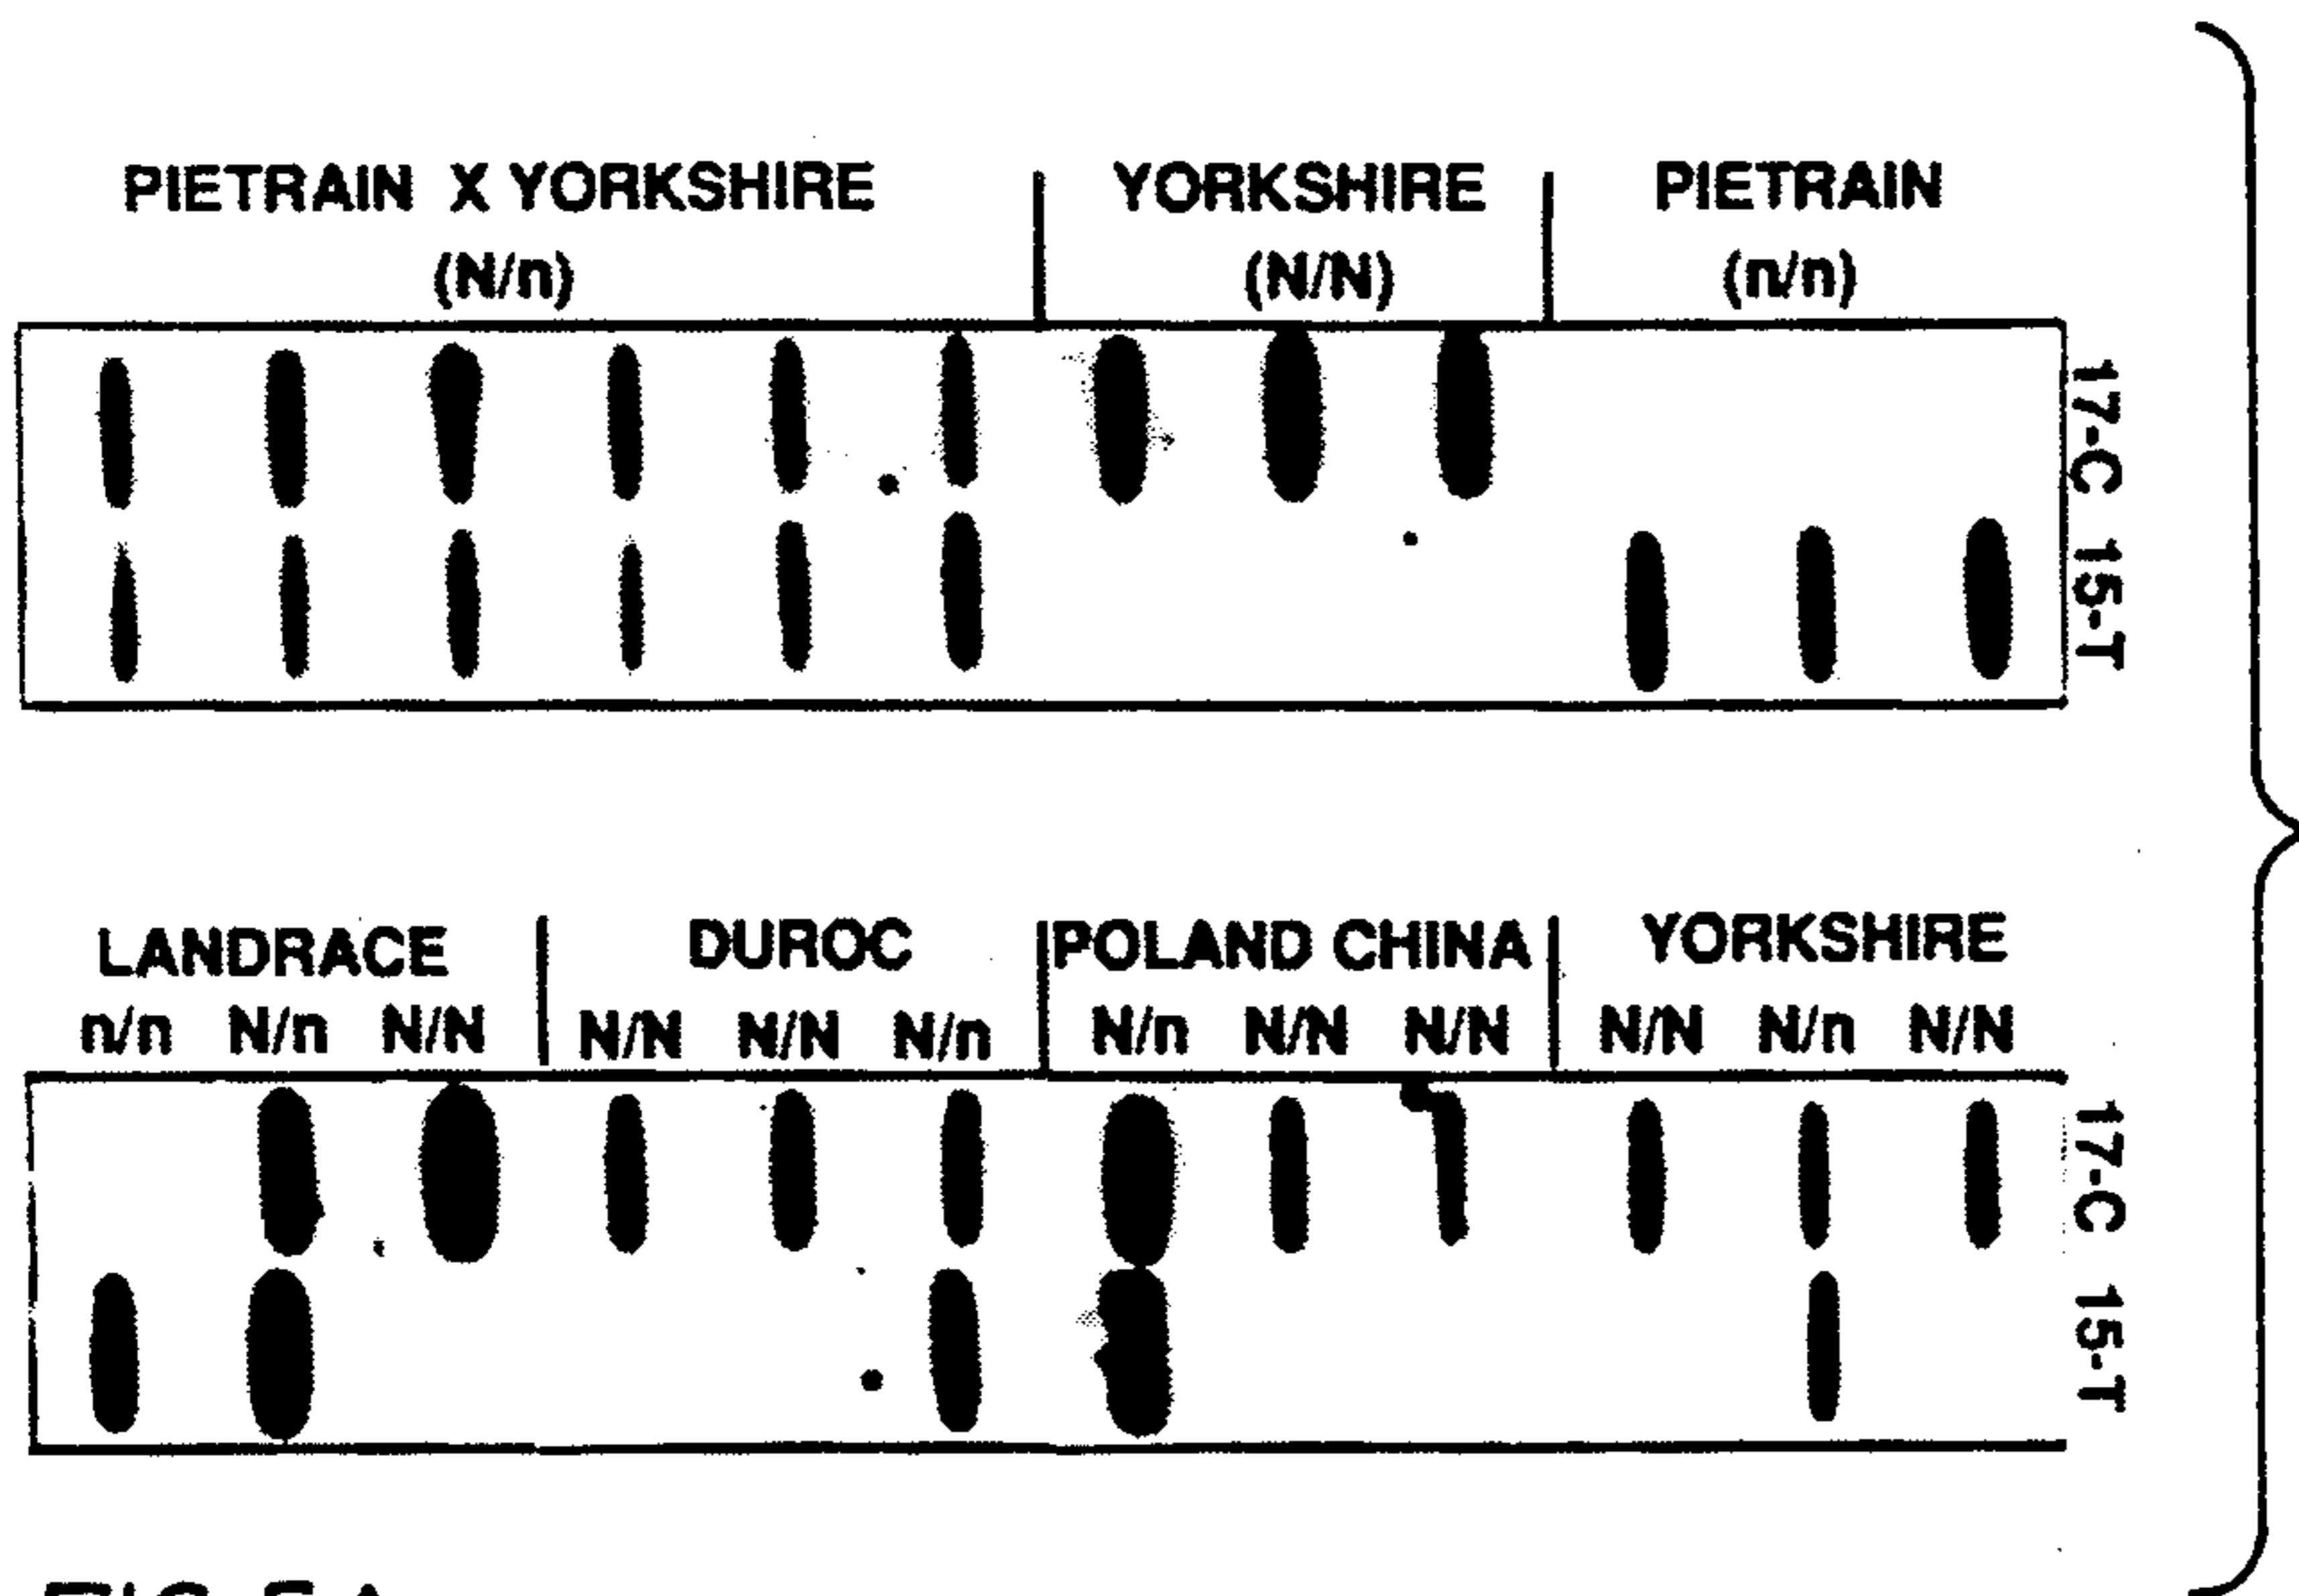 PIETRAIN X YORKSHIRE YORKSHIRE PIETRAIN
(N/n) (N/N) (n/n)
17-C
15-T
LANDRACE DUROC POLAND CHINA YORKSHIRE
n/n N/n N/N N/N N/N N/n N/n N/N N/N N/N N/n N/N
17-C
15-T